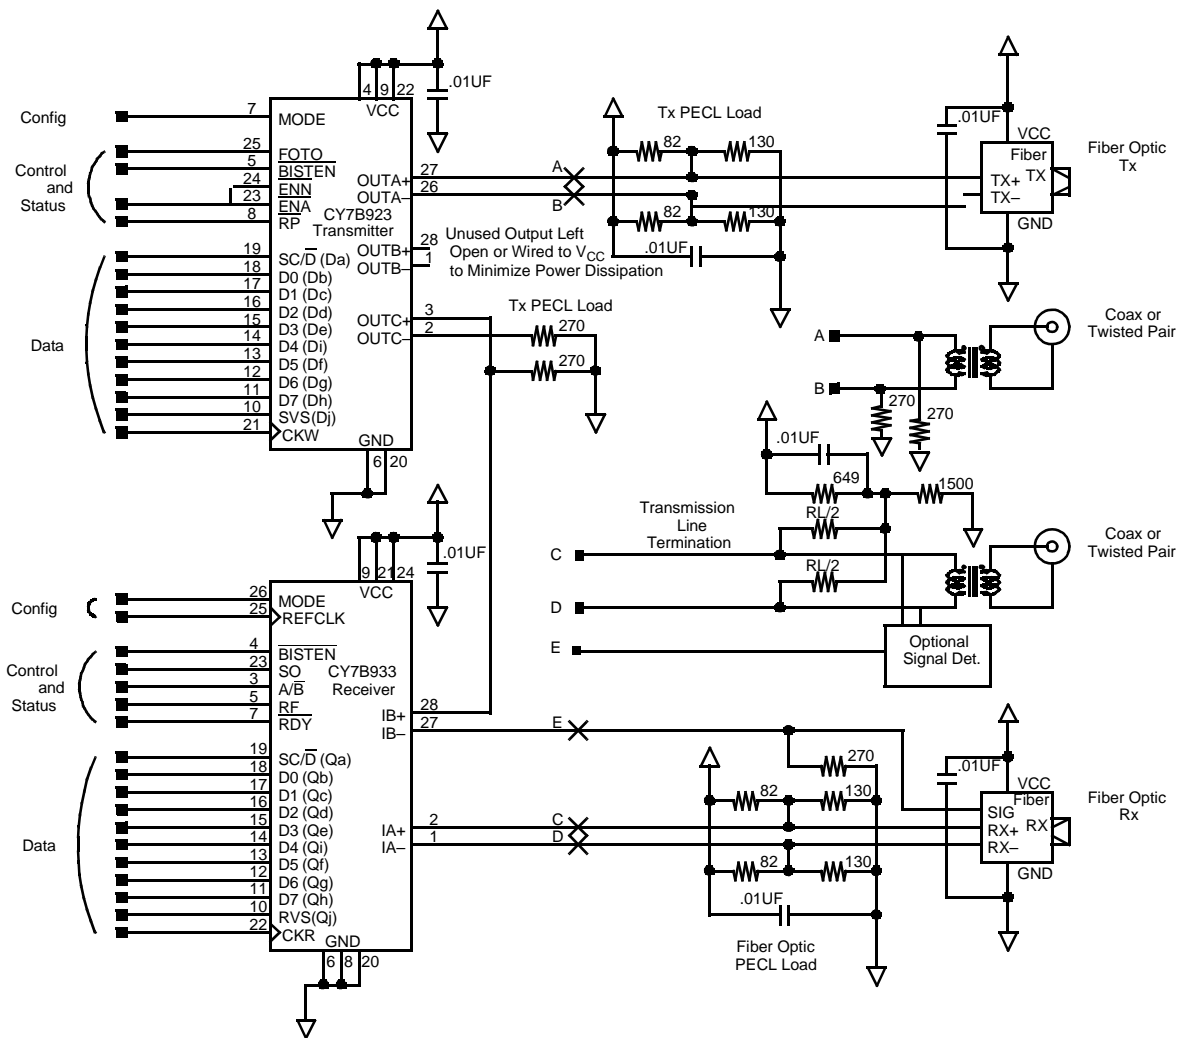 .01UF
4 9 22
VCC
Config
7
MODE
Control
and
Status
25
FOTO
5
BISTEN
24
ENN
23
ENA
8
RP
CY7B923
Transmitter
OUTA+
27
OUTA–
26
OUTB+
28
OUTB–
1
OUTC+
3
OUTC–
2
Data
19
SC/D (Da)
18
D0 (Db)
17
D1 (Dc)
16
D2 (Dd)
15
D3 (De)
14
D4 (Di)
13
D5 (Df)
12
D6 (Dg)
11
D7 (Dh)
10
SVS(Dj)
21
CKW
GND
6 20
A
B
Unused Output Left
Open or Wired to VCC
to Minimize Power Dissipation
Tx PECL Load
82
130
82
130
.01UF
Tx PECL Load
270
270
.01UF
VCC
Fiber
TX
TX+
TX–
GND
Fiber Optic
Tx
A
B
270
270
Coax or
Twisted Pair
.01UF
649
1500
RL/2
RL/2
Transmission
Line
Termination
C
D
E
Optional
Signal Det.
Coax or
Twisted Pair
.01UF
9 21 24
VCC
Config
26
MODE
25
REFCLK
Control
and
Status
4
BISTEN
23
SO
3
A/B
5
RF
7
RDY
CY7B933
Receiver
IB+
28
IB–
27
IA+
2
IA–
1
Data
19
SC/D (Qa)
18
D0 (Qb)
17
D1 (Qc)
16
D2 (Qd)
15
D3 (Qe)
14
D4 (Qi)
13
D5 (Qf)
12
D6 (Qg)
11
D7 (Qh)
10
RVS(Qj)
22
CKR
GND
6 8 20
E
C
D
270
82
130
82
130
.01UF
Fiber Optic
PECL Load
.01UF
VCC
Fiber
SIG
RX+
RX
RX–
GND
Fiber Optic
Rx